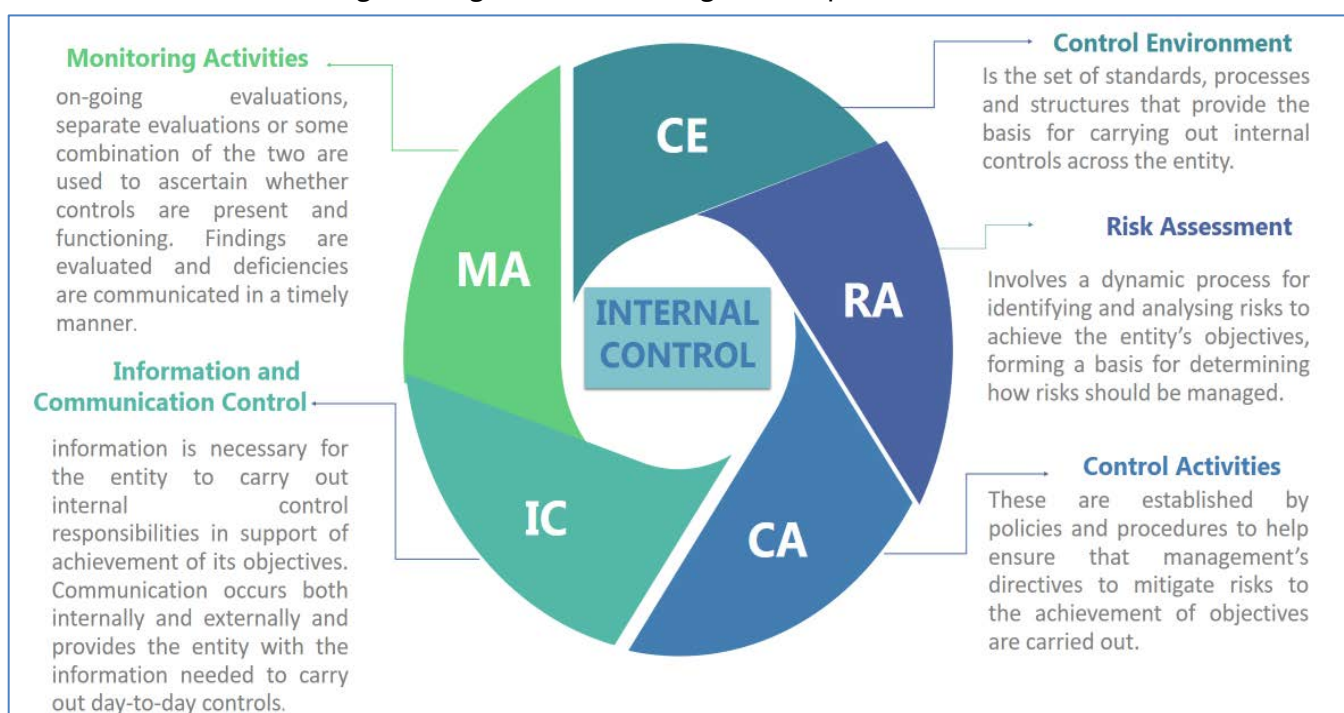 Monitoring Activities
on-going evaluations,
separate evaluations or some
combination of the two are
used to ascertain whether
controls are present and
functioning. Findings are
evaluated and deficiencies
are communicated in a timely
manner.
Information and
Communication Control
information is necessary for
the entity to carry out
internal control
responsibilities in support of
achievement of its objectives.
Communication occurs both
internally and externally and
provides the entity with the
information needed to carry
out day-to-day controls.
CE
RA
CA
IC
MA
INTERNAL
CONTROL
Control Environment
Is the set of standards, processes
and structures that provide the
basis for carrying out internal
controls across the entity.
Risk Assessment
Involves a dynamic process for
identifying and analysing risks to
achieve the entity's objectives,
forming a basis for determining
how risks should be managed.
Control Activities
These are established by
policies and procedures to help
ensure that management's
directives to mitigate risks to
the achievement of objectives
are carried out.